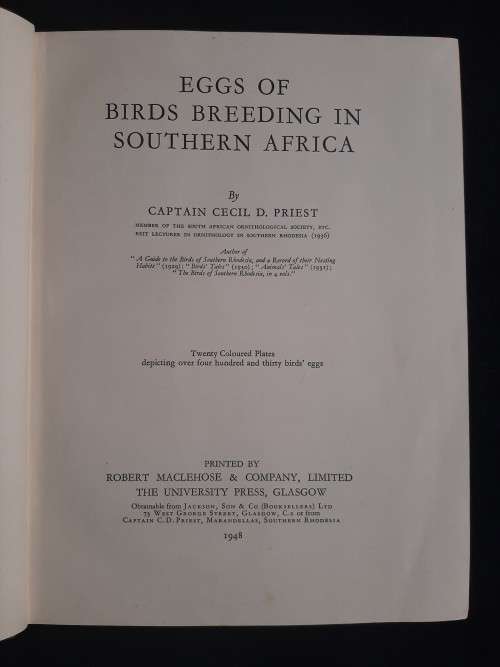 EGGS OF
BIRDS BREEDING IN
SOUTHERN AFRICA
By
CAPTAIN CECIL D. PRIEST
MEMBER OF THE SOUTH AFRICAN ORNITHOLOGICAL SOCIETY, ETC.
REIT LECTURER IN ORNITHOLOGY IN SOUTHERN RHODESIA (1936)
Author of
"A Guide to the Birds of Southern Rhodesia, and a Record of their Nesting
Habits" (1929); "Birds' Tales" (1930); "Animals' Tales" (1931);
"The Birds of Southern Rhodesia, in 4 vols."
Twenty Coloured Plates
depicting over four hundred and thirty birds' eggs
PRINTED BY
ROBERT MACLEHOSE & COMPANY, LIMITED
THE UNIVERSITY PRESS, GLASGOW
Obtainable from JACKSON, SON & CO (BOOKSELLERS) LTD
73 WEST GEORGE STREET, GLASGOW, C.2 or from
CAPTAIN C.D. PRIEST, MARANDELLAS, SOUTHERN RHODESIA
1948